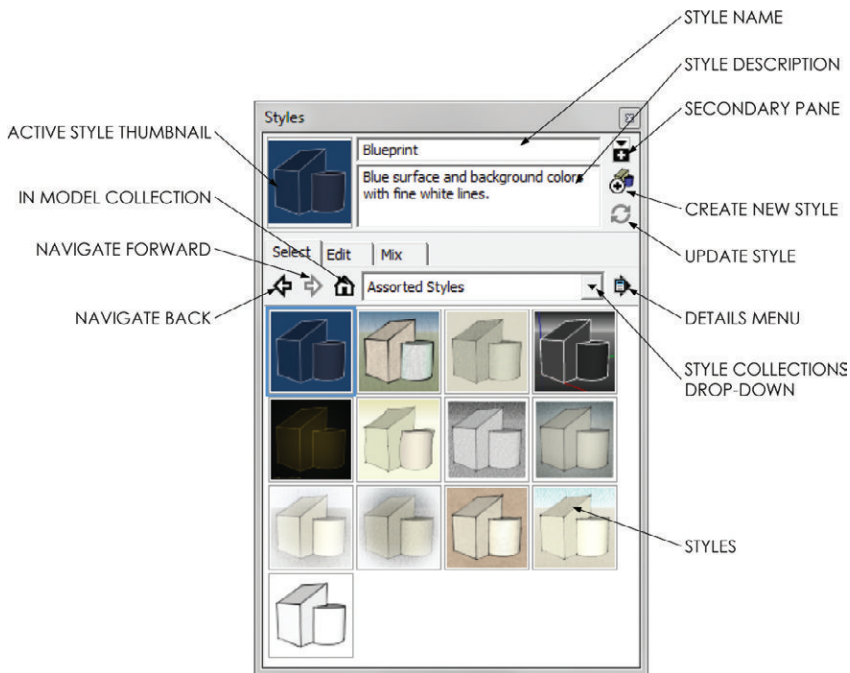 STYLE NAME
STYLE DESCRIPTION
SECONDARY PANE
ACTIVE STYLE THUMBNAIL
IN MODEL COLLECTION
NAVIGATE FORWARD
NAVIGATE BACK
Styles
Blueprint
Blue surface and background colors
with fine white lines.
Select
Edit
Mix
Assorted Styles
CREATE NEW STYLE
UPDATE STYLE
DETAILS MENU
STYLE COLLECTIONS
DROP-DOWN
STYLES